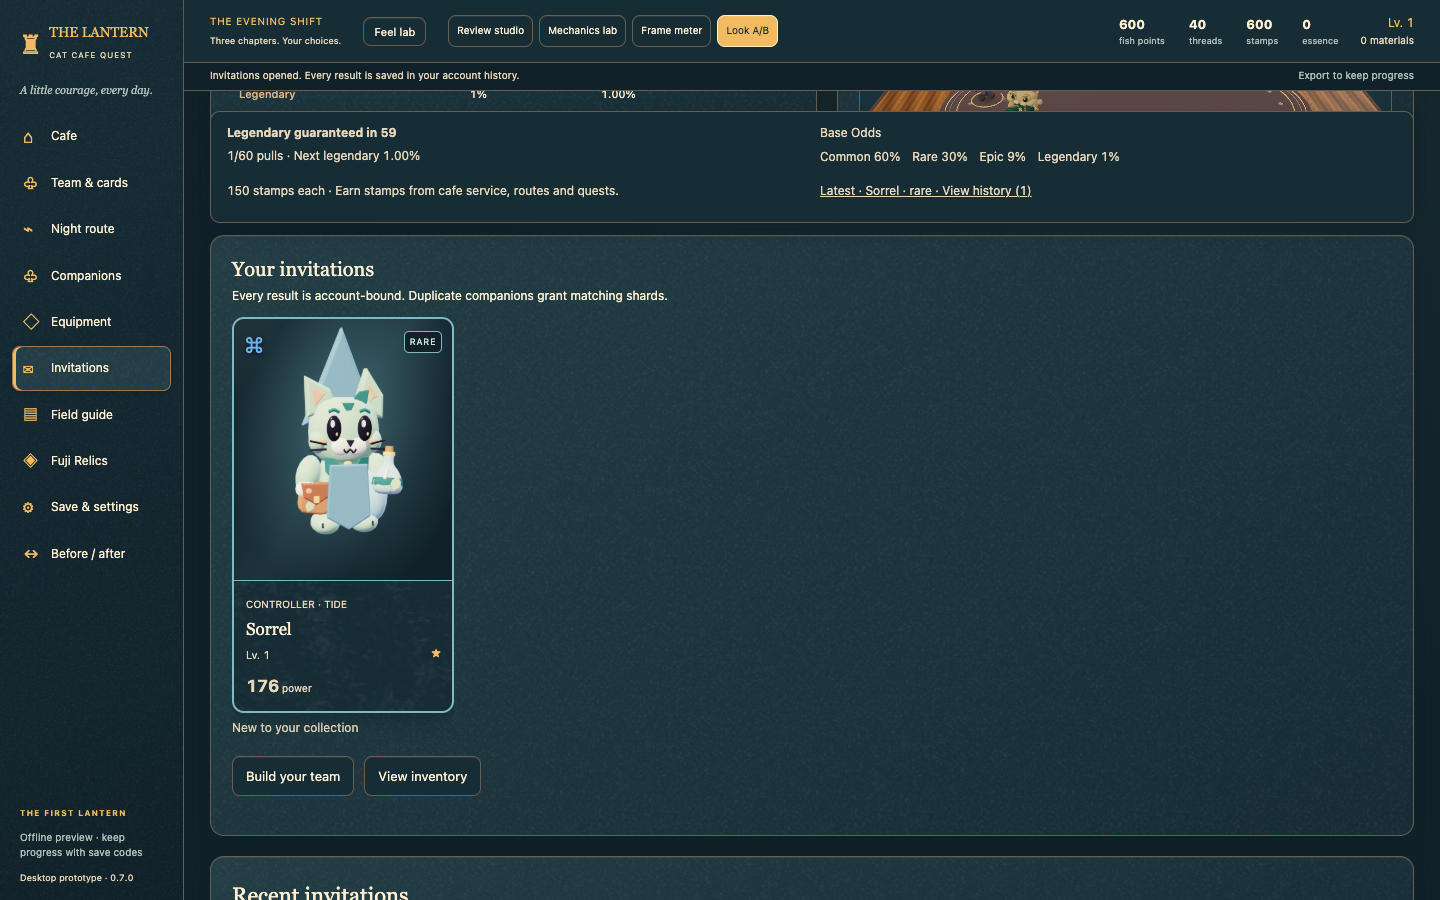 THE LANTERN
CAT CAFE QUEST
A little courage, every day.
Cafe
Team & cards
Night route
Companions
Equipment
Invitations
Field guide
Fuji Relics
Save & settings
Before / after
THE FIRST LANTERN
Offline preview · keep
progress with save codes
Desktop prototype · 0.7.0
THE EVENING SHIFT
Three chapters. Your choices.
Feel lab
Review studio
Mechanics lab
Frame meter
Look A/B
600 fish points
40 threads
600 stamps
0 essence
Lv. 1
0 materials
Invitations opened. Every result is saved in your account history.
Export to keep progress
Legendary 1% 1.00%
Legendary guaranteed in 59
1/60 pulls · Next legendary 1.00%
150 stamps each · Earn stamps from cafe service, routes and quests.
Base Odds
Common 60% Rare 30% Epic 9% Legendary 1%
Latest · Sorrel · rare · View history (1)
Your invitations
Every result is account-bound. Duplicate companions grant matching shards.
RARE
CONTROLLER · TIDE
Sorrel
Lv. 1
176 power
New to your collection
Build your team
View inventory
Recent invitations